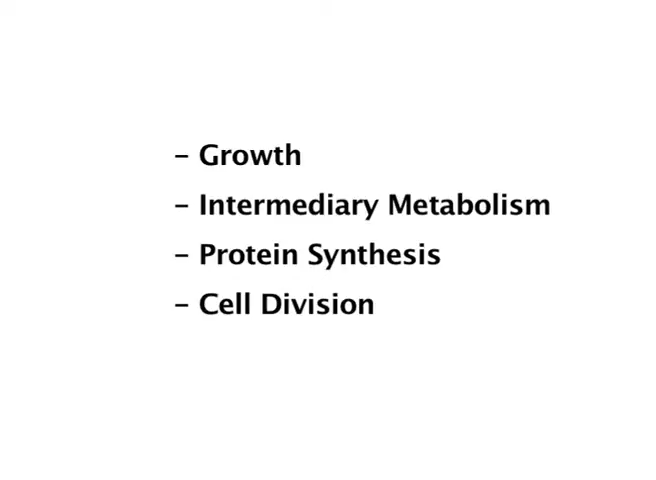 – Growth
– Intermediary Metabolism
– Protein Synthesis
– Cell Division